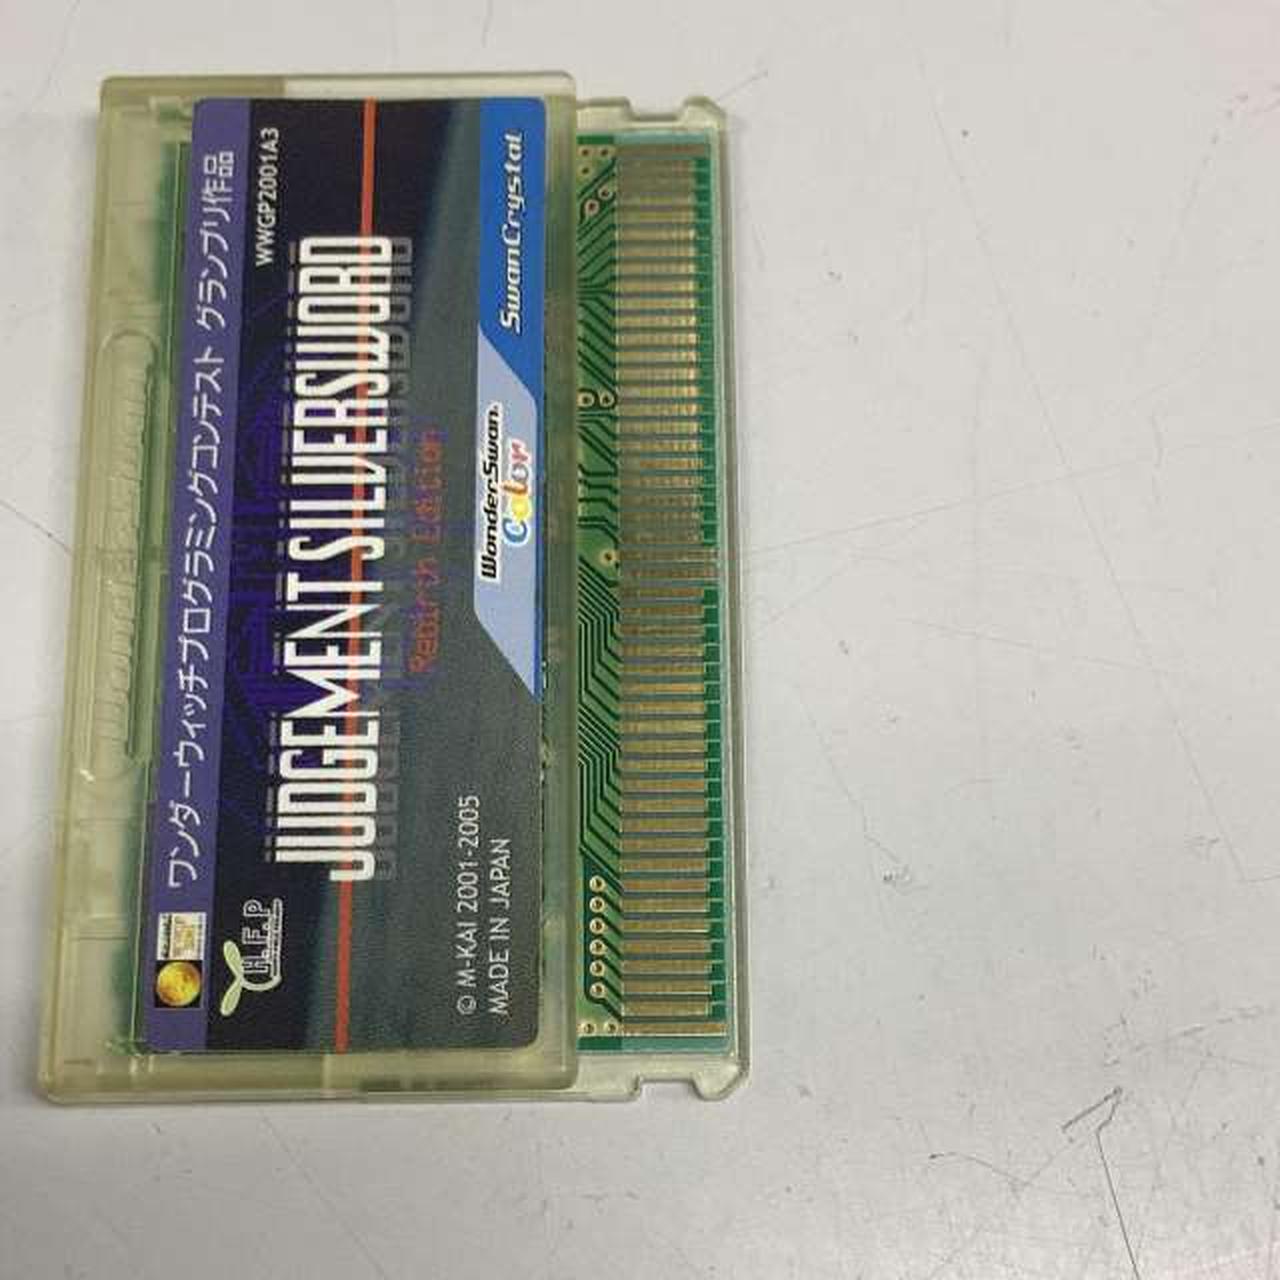 ワンダーウィッチプログラミングコンテスト グランプリ作品
WWGP2001A3
JUDGEMENT SILVERSWORD
Rebirth Edition
H.F.P
© M-KAI 2001-2005
MADE IN JAPAN
WonderSwan
Color
SwanCrystal